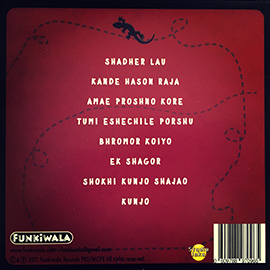 SHADHER LAU
KANDE HASON RAJA
AMAE PROSHNO KORE
TUMI ESHECHILE PORSHU
BHROMOR KOIYO
EK SHAGOR
SHOKHI KUNJO SHAJAO
KUNJO
FUNKIWALA